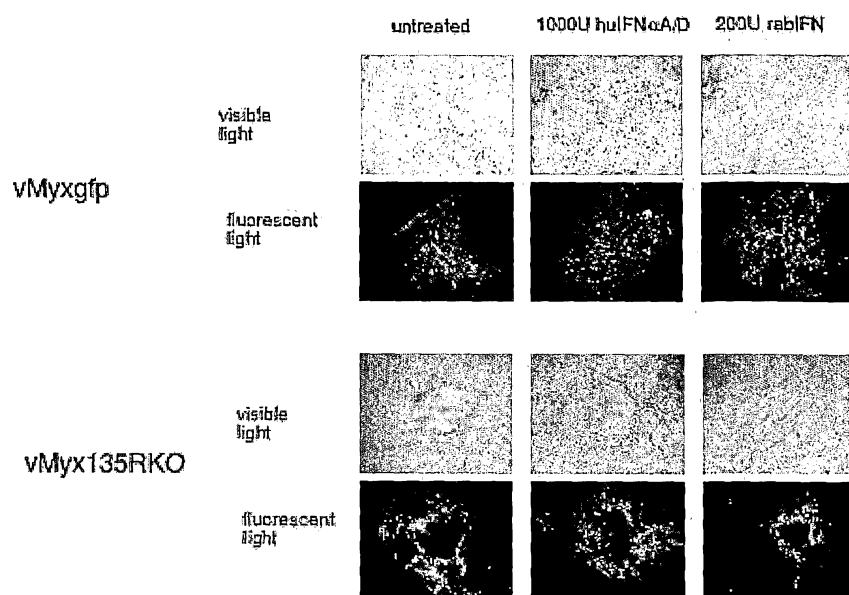 untreated 1000U huIFNαA/D 200U rabIFN
visible
light
vMyxgfp
fluorescent
light
visible
light
vMyx135RKO
fluorescent
light